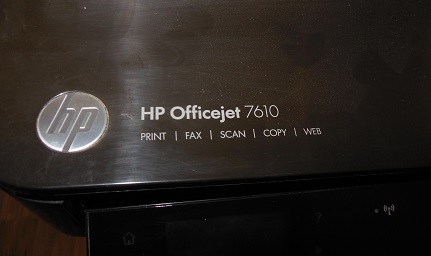 hp
HP Officejet 7610
PRINT | FAX | SCAN | COPY | WEB